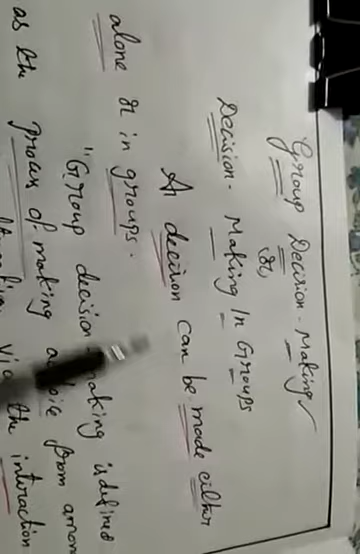 Group Decision-Making
(or)
Decision-Making In Groups
A decision can be made either
alone or in groups.
"Group decision making is defined
as the process of making a from among
via the interaction